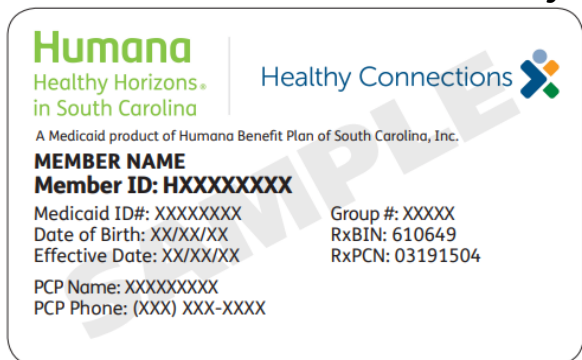 Humana
Healthy Horizons®
in South Carolina
Healthy Connections
A Medicaid product of Humana Benefit Plan of South Carolina, Inc.
MEMBER NAME
Member ID: HXXXXXXXX
Medicaid ID#: XXXXXXXX
Group #: XXXXX
Date of Birth: XX/XX/XX
RxBIN: 610649
Effective Date: XX/XX/XX
RxPCN: 03191504
PCP Name: XXXXXXXXX
PCP Phone: (XXX) XXX-XXXX
SAMPLE